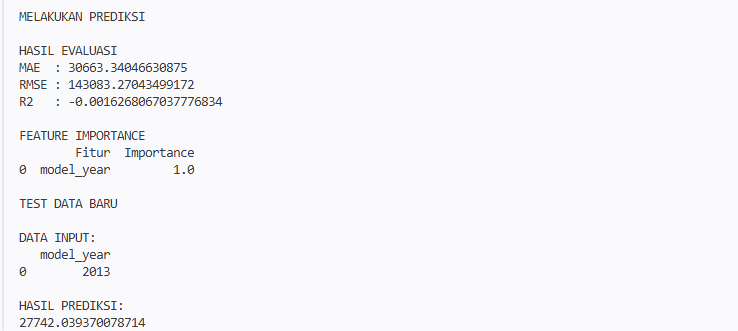 MELAKUKAN PREDIKSI
HASIL EVALUASI
MAE : 30663.34046630875
RMSE : 143083.27043499172
R2 : -0.0016268067037776834
FEATURE IMPORTANCE
Fitur Importance
0 model_year 1.0
TEST DATA BARU
DATA INPUT:
model_year
0 2013
HASIL PREDIKSI:
27742.039370078714